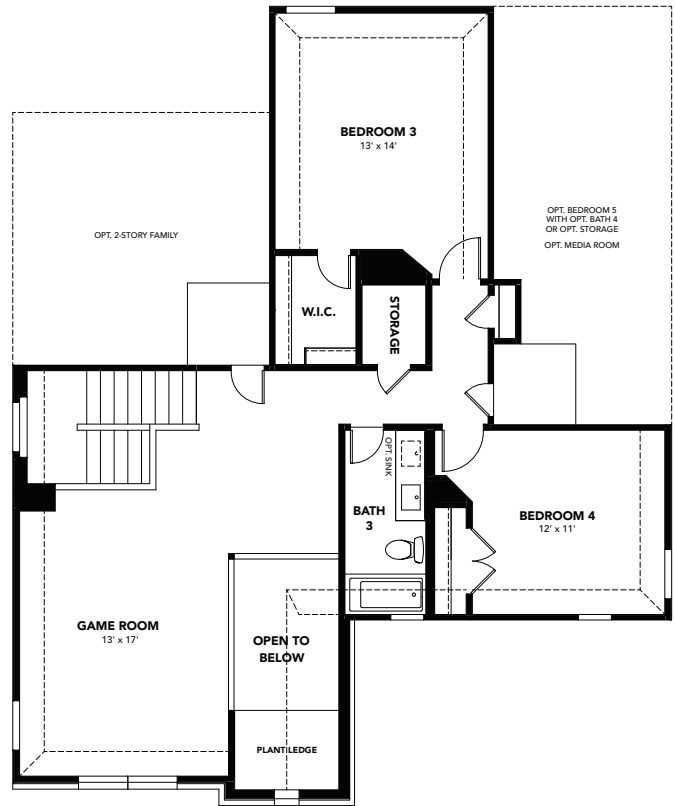 BEDROOM 3
13' x 14'
OPT. 2-STORY FAMILY
OPT. BEDROOM 5
WITH OPT. BATH 4
OR OPT. STORAGE
OPT. MEDIA ROOM
W.I.C.
STORAGE
OPT. SINK
BATH
3
BEDROOM 4
12' x 11'
GAME ROOM
13' x 17'
OPEN TO
BELOW
PLANT LEDGE